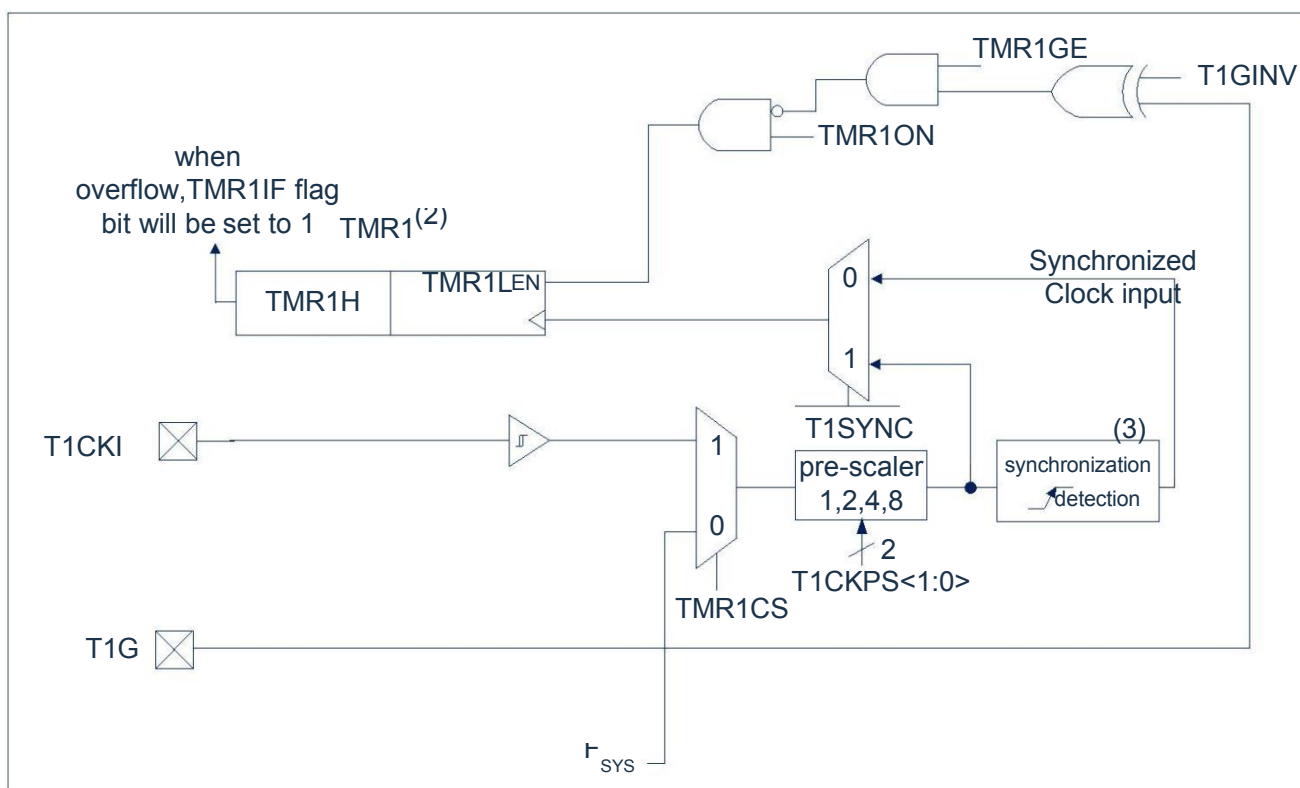 TMR1GE
T1GINV
TMR1ON
when
overflow,TMR1IF flag
bit will be set to 1
TMR1(2)
TMR1H
TMR1L
EN
0
1
Synchronized
Clock input
T1SYNC
T1CKI
1
0
pre-scaler
1,2,4,8
(3)
synchronization
detection
2
T1CKPS<1:0>
TMR1CS
T1G
FSYS